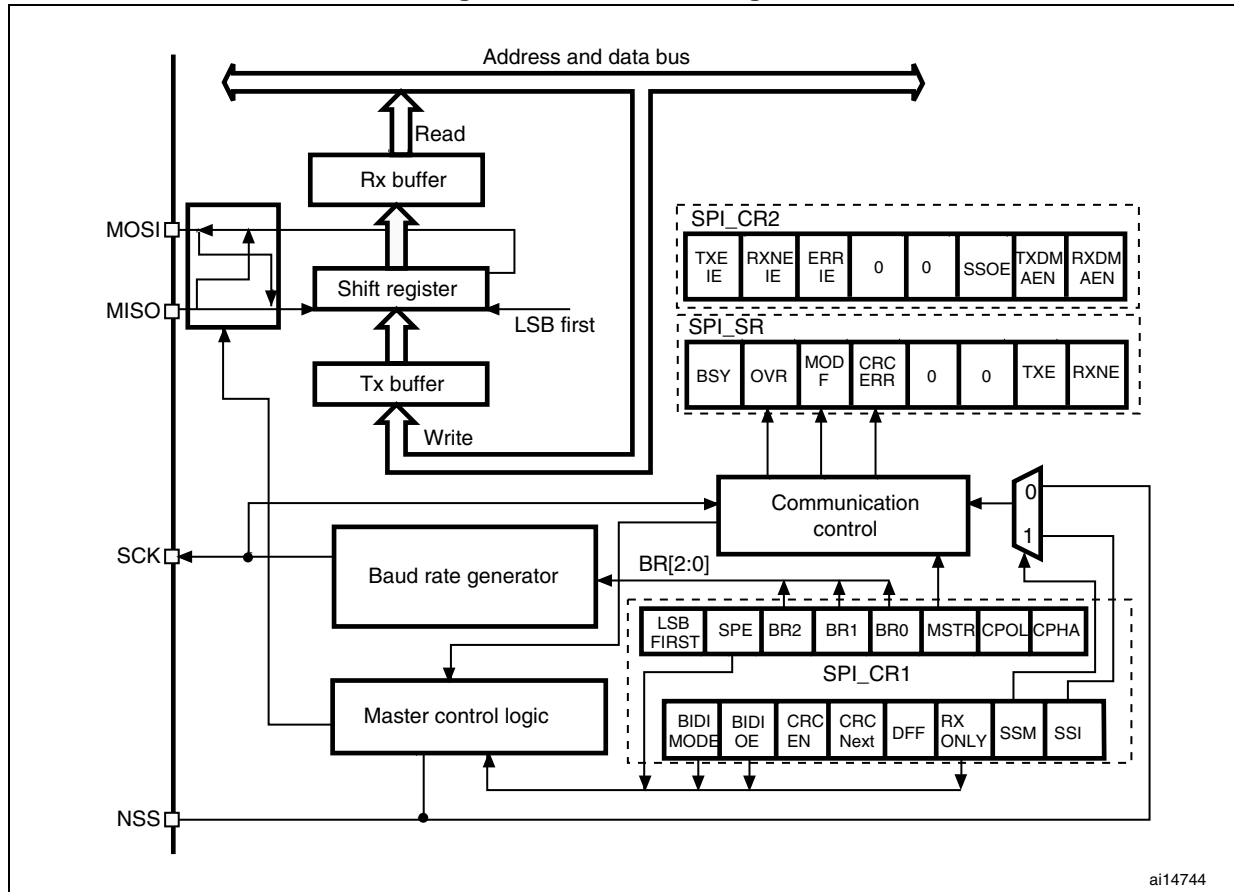 Address and data bus
Read
Rx buffer
MOSI
SPI_CR2
TXE
IE
RXNE
IE
ERR
IE
0
0
SSOE
TXDM
AEN
RXDM
AEN
Shift register
MISO
LSB first
SPI_SR
BSY
OVR
MOD
F
CRC
ERR
0
0
TXE
RXNE
Tx buffer
Write
Communication
control
0
1
SCK
Baud rate generator
BR[2:0]
LSB
FIRST
SPE
BR2
BR1
BR0
MSTR
CPOL
CPHA
SPI_CR1
Master control logic
BIDI
MODE
BIDI
OE
CRC
EN
CRC
Next
DFF
RX
ONLY
SSM
SSI
NSS
ai14744